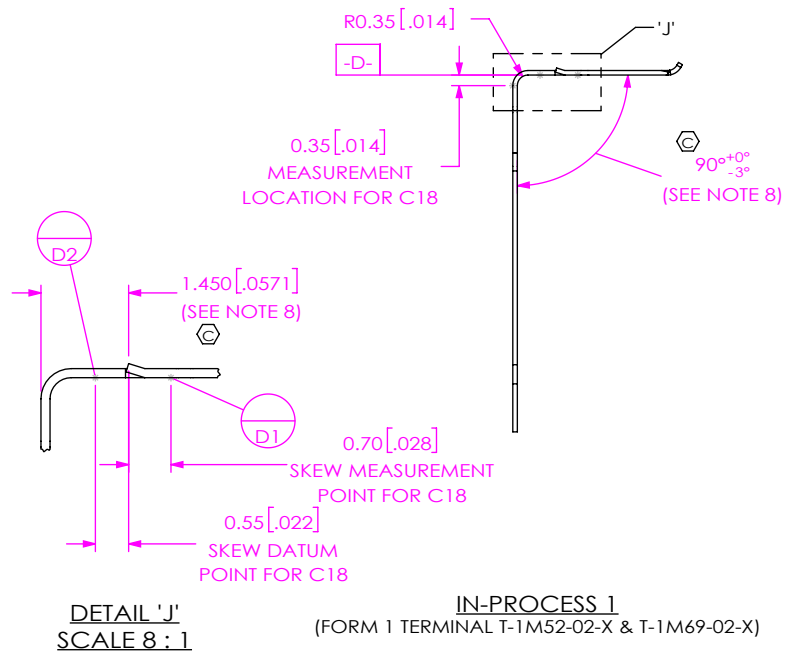 R0.35[.014]
'J'
-D-
0.35[.014]
MEASUREMENT
LOCATION FOR C18
C
90°+0°
-3°
(SEE NOTE 8)
D2
1.450[.0571]
(SEE NOTE 8)
C
D1
0.70[.028]
SKEW MEASUREMENT
POINT FOR C18
0.55[.022]
SKEW DATUM
POINT FOR C18
DETAIL 'J'
SCALE 8 : 1
IN-PROCESS 1
(FORM 1 TERMINAL T-1M52-02-X & T-1M69-02-X)